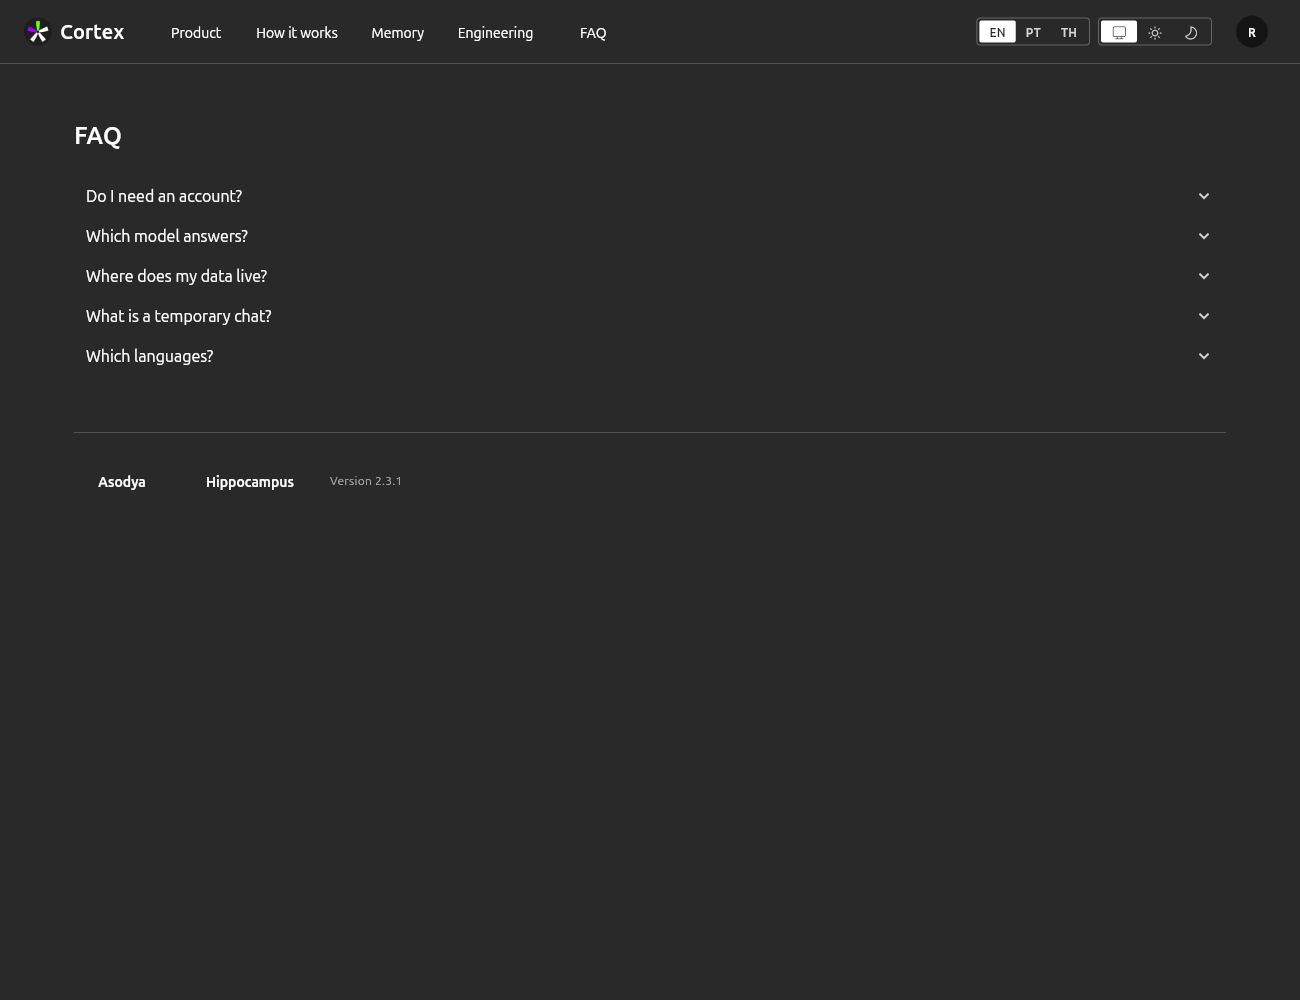 Cortex Product How it works Memory Engineering FAQ EN PT TH R
FAQ
Do I need an account?
Which model answers?
Where does my data live?
What is a temporary chat?
Which languages?
Asodya Hippocampus Version 2.3.1